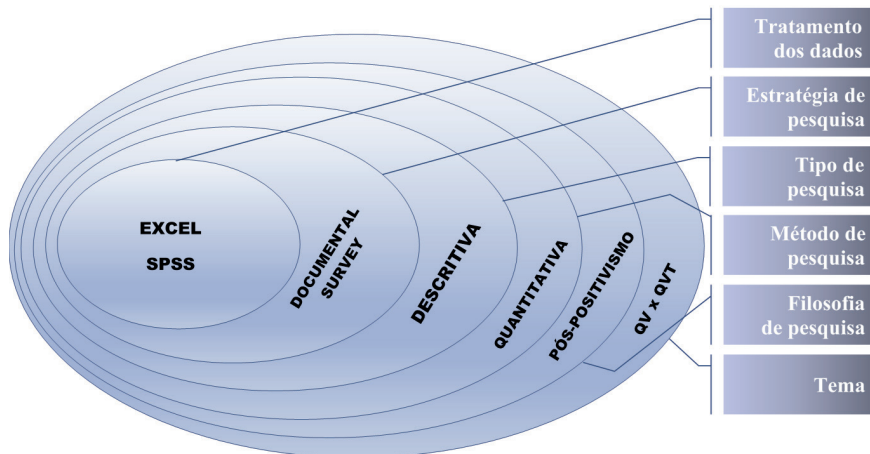 EXCEL
SPSS
DOCUMENTAL
SURVEY
DESCRITIVA
QUANTITATIVA
PÓS-POSITIVISMO
QV x QVT
Tratamento
dos dados
Estratégia de
pesquisa
Tipo de
pesquisa
Método de
pesquisa
Filosofia
de pesquisa
Tema